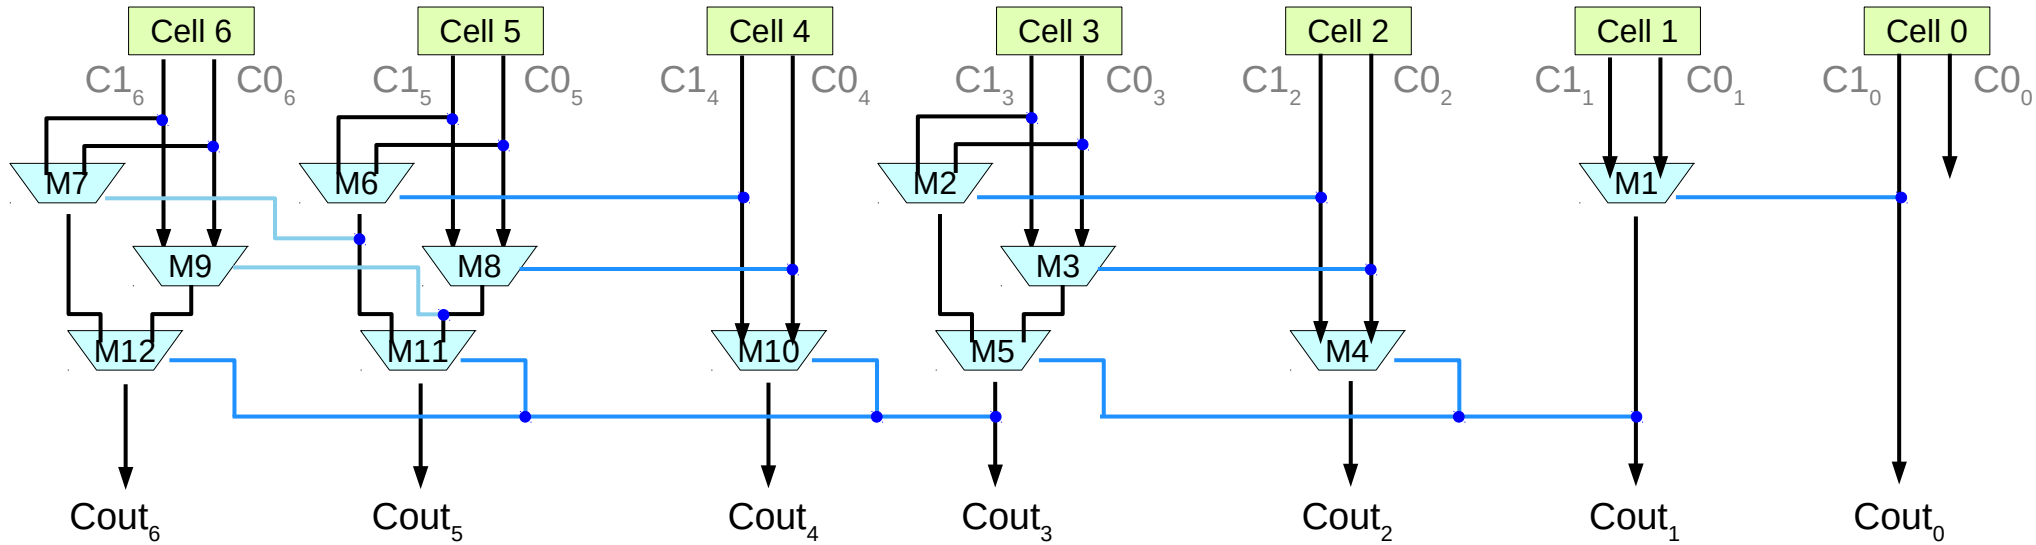 Cell 6 Cell 5 Cell 4 Cell 3 Cell 2 Cell 1 Cell 0
C1₆ C0₆ C1₅ C0₅ C1₄ C0₄ C1₃ C0₃ C1₂ C0₂ C1₁ C0₁ C1₀ C0₀
M7 M6 M2 M1
M9 M8 M3
M12 M11 M10 M5 M4
Cout₆ Cout₅ Cout₄ Cout₃ Cout₂ Cout₁ Cout₀